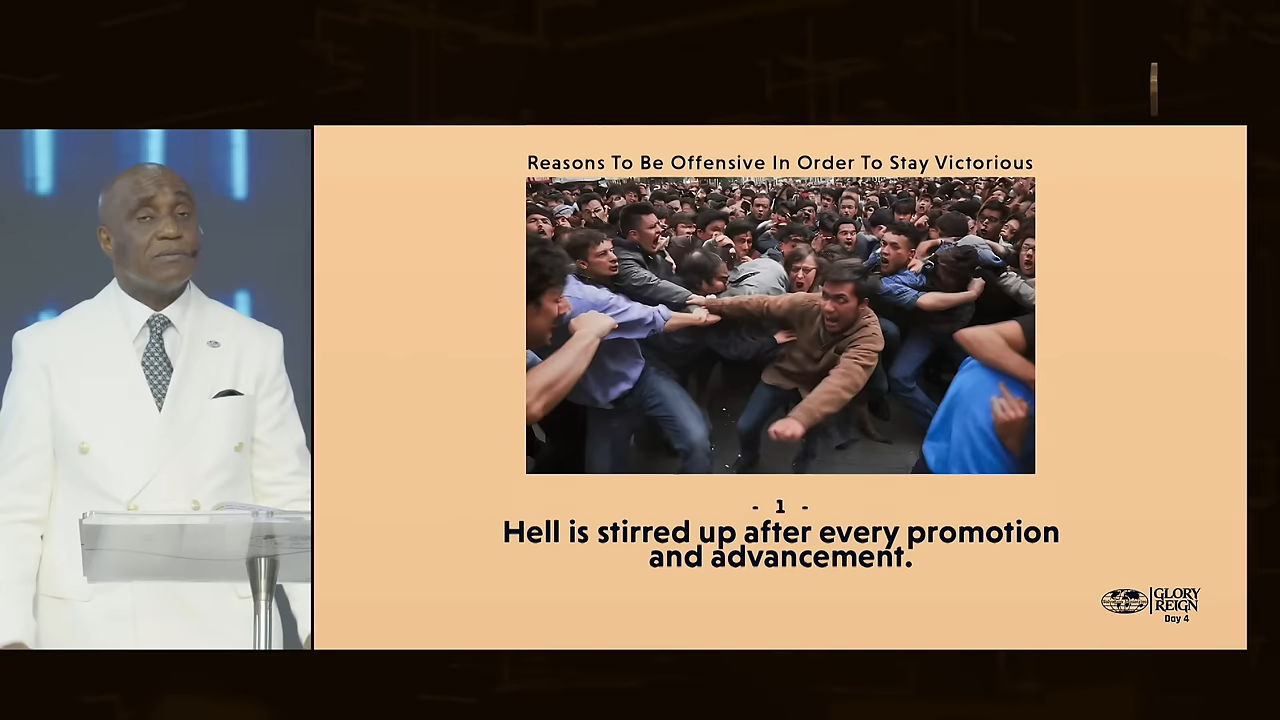 Reasons To Be Offensive In Order To Stay Victorious
- 1 -
Hell is stirred up after every promotion
and advancement.
GLORY
REIGN
Day 4